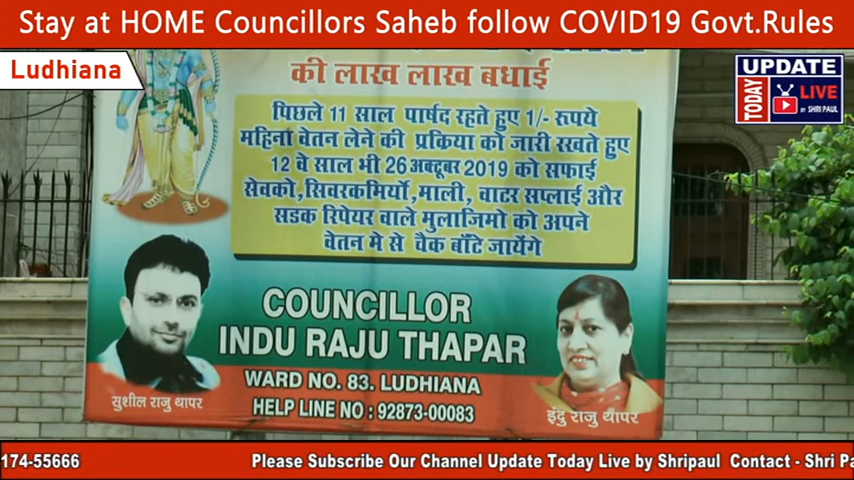 Stay at HOME Councillors Saheb follow COVID19 Govt.Rules
Ludhiana
UPDATE
TODAY
LIVE
BY SHRI PAUL
की लाख लाख बधाई
पिछले 11 साल पार्षद रहते हुए 1/- रूपये
महिना वेतन लेने की प्रक्रिया को जारी रखते हुए
12 वे साल भी 26 अक्टूबर 2019 को सफाई
सेवको,सिवरकर्मियो,माली, वाटर सप्लाई और
सडक रिपेयर वाले मुलाजिमो को अपने
वेतन मे से चैक बाँटे जायेंगे
COUNCILLOR
INDU RAJU THAPAR
WARD NO. 83. LUDHIANA
HELP LINE NO : 92873-00083
सुशील राजु थापर
इंदु राजु थापर
174-55666
Please Subscribe Our Channel Update Today Live by Shripaul Contact - Shri Pa